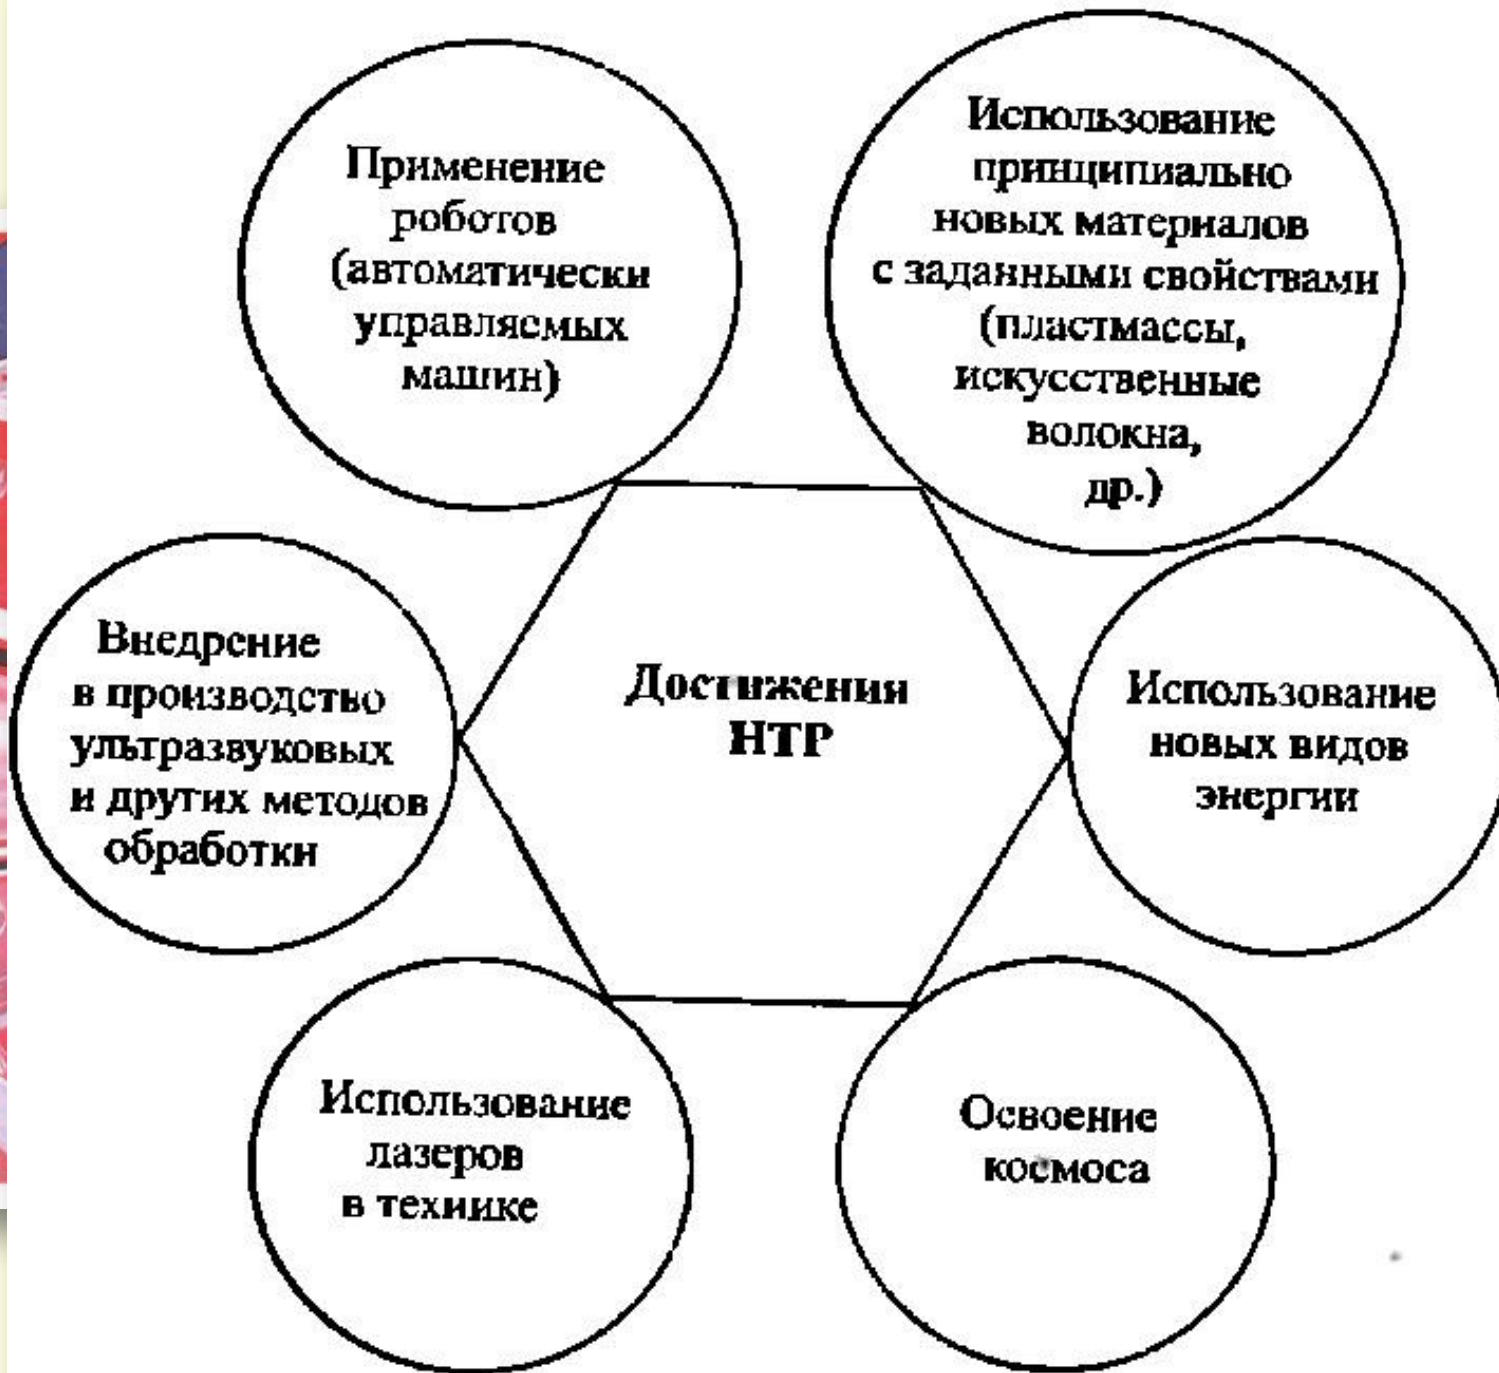 Применение
роботов
(автоматически
управляемых
машин)
Использование
принципиально
новых материалов
с заданными свойствами
(пластмассы,
искусственные
волокна,
др.)
Внедрение
в производство
ультразвуковых
и других методов
обработки
Достижения
НТР
Использование
новых видов
энергии
Использование
лазеров
в технике
Освоение
космоса